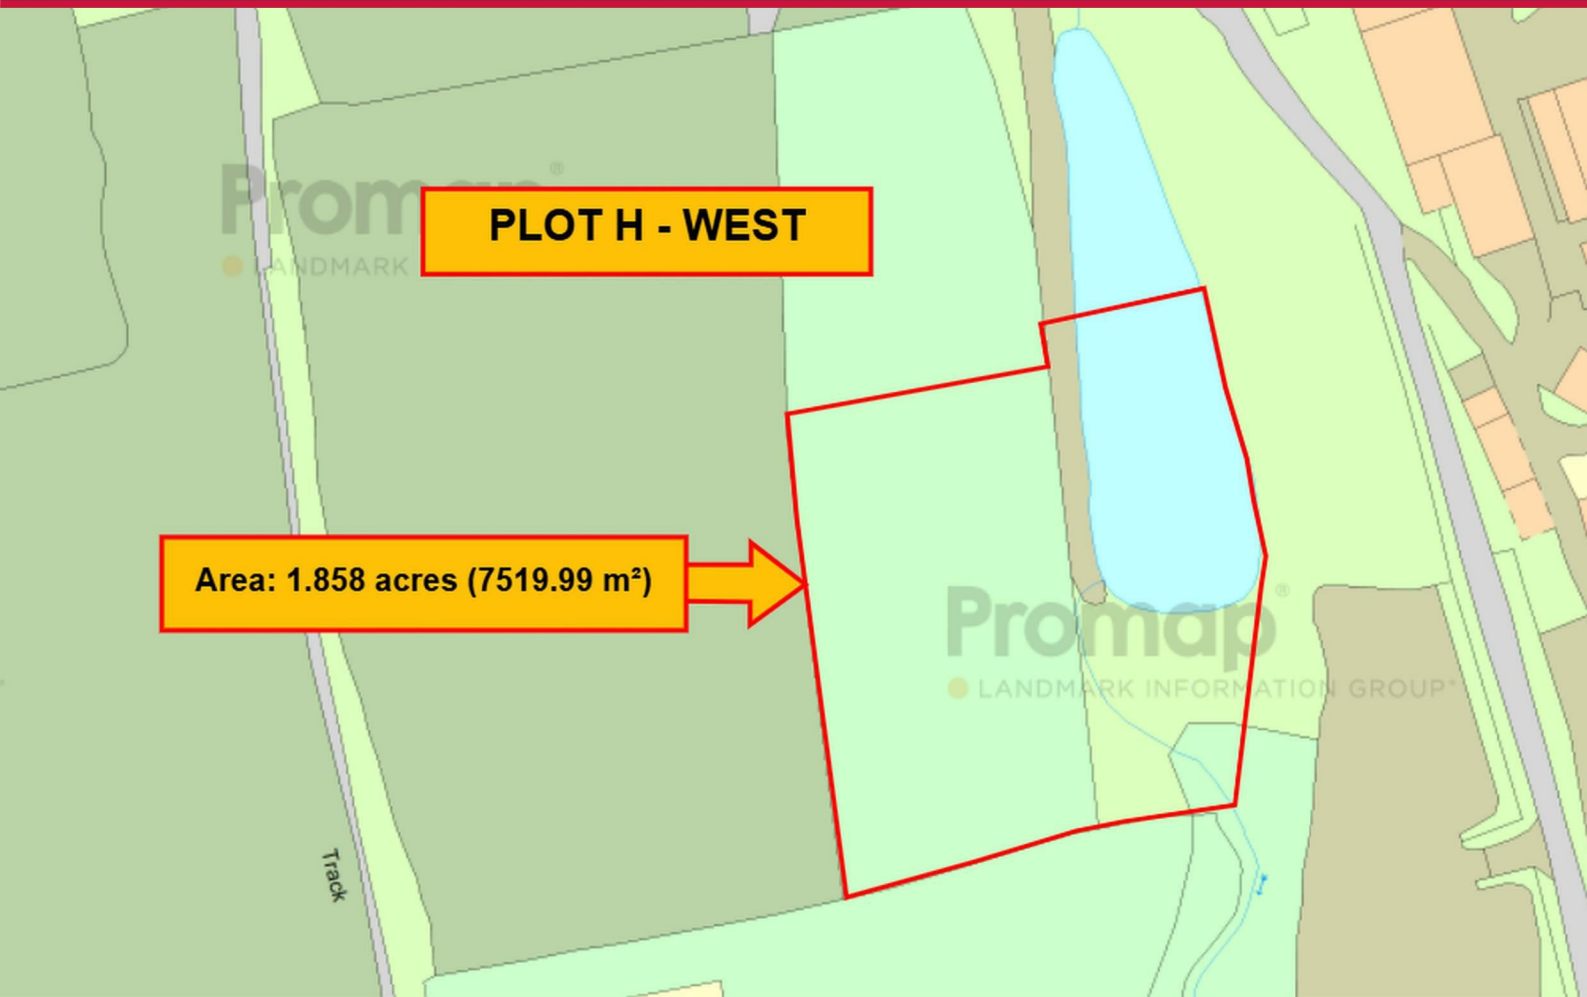 Promap®
LANDMARK
PLOT H - WEST
Area: 1.858 acres (7519.99 m²)
Promap®
LANDMARK INFORMATION GROUP®
Track